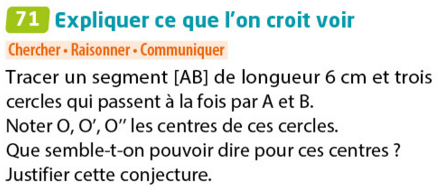 71 Expliquer ce que l'on croit voir
Chercher • Raisonner • Communiquer
Tracer un segment [AB] de longueur 6 cm et trois
cercles qui passent à la fois par A et B.
Noter O, O′, O″ les centres de ces cercles.
Que semble-t-on pouvoir dire pour ces centres ?
Justifier cette conjecture.